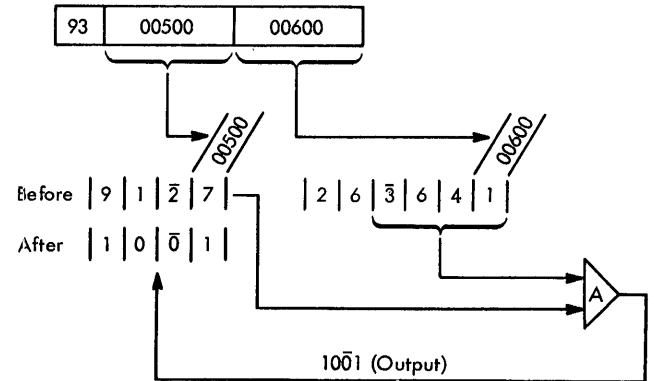 93 00500 00600
00500 00600
Before | 9 | 1 | 2̅ | 7 | | 2 | 6 | 3̅ | 6 | 4 | 1 |
After | 1 | 0 | 0̅ | 1 |
A
100̅1 (Output)